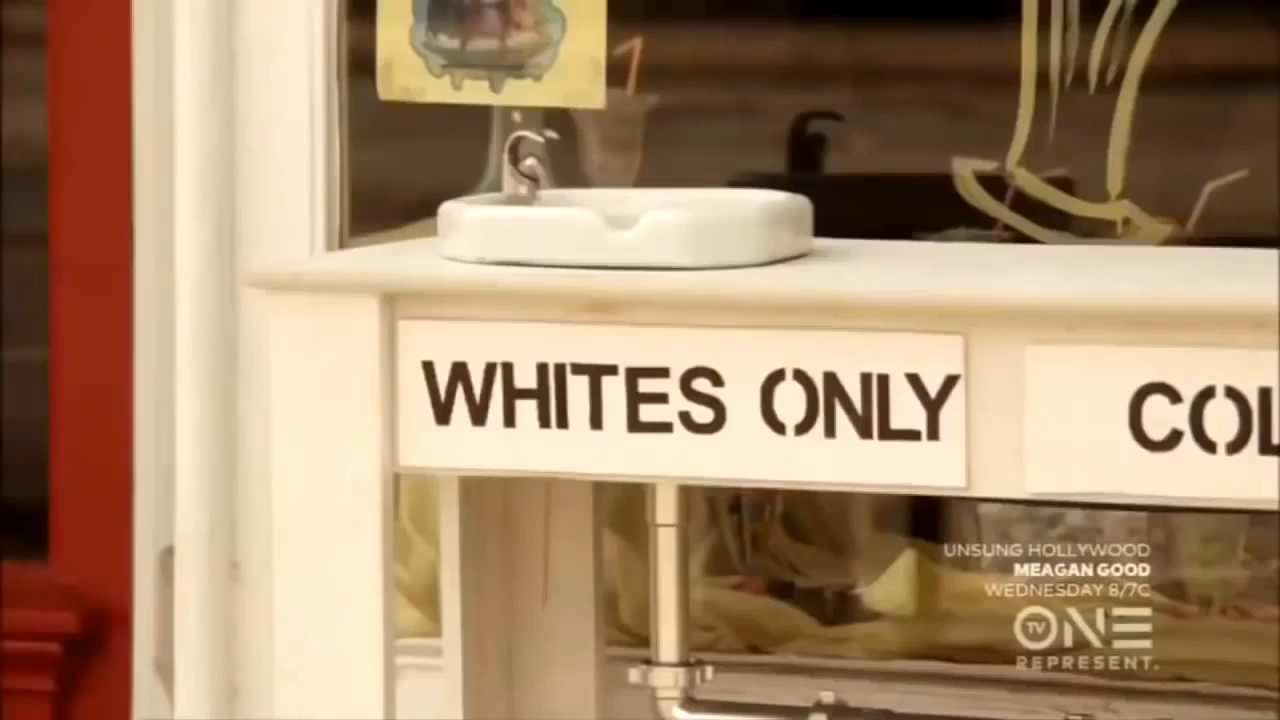 WHITES ONLY
COL
UNSUNG HOLLYWOOD
MEAGAN GOOD
WEDNESDAY 8/7C
TV ONE
REPRESENT.